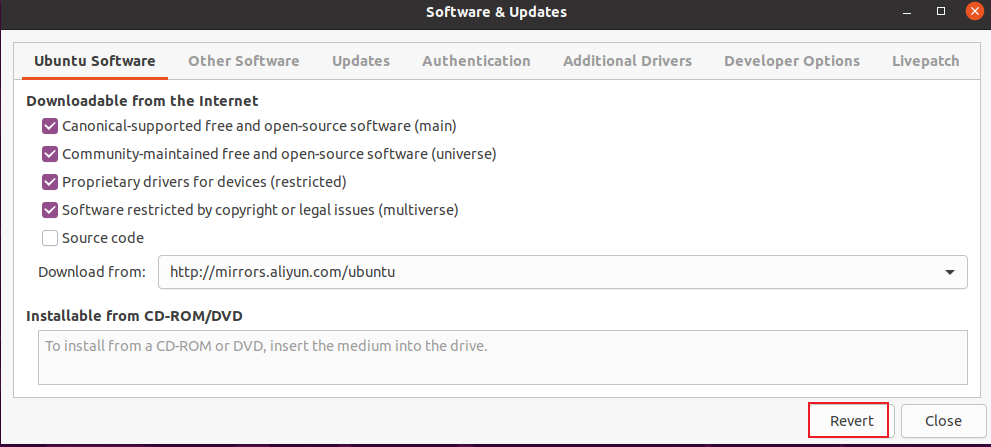 Software & Updates
Ubuntu Software Other Software Updates Authentication Additional Drivers Developer Options Livepatch
Downloadable from the Internet
Canonical-supported free and open-source software (main)
Community-maintained free and open-source software (universe)
Proprietary drivers for devices (restricted)
Software restricted by copyright or legal issues (multiverse)
Source code
Download from: http://mirrors.aliyun.com/ubuntu
Installable from CD-ROM/DVD
To install from a CD-ROM or DVD, insert the medium into the drive.
Revert Close